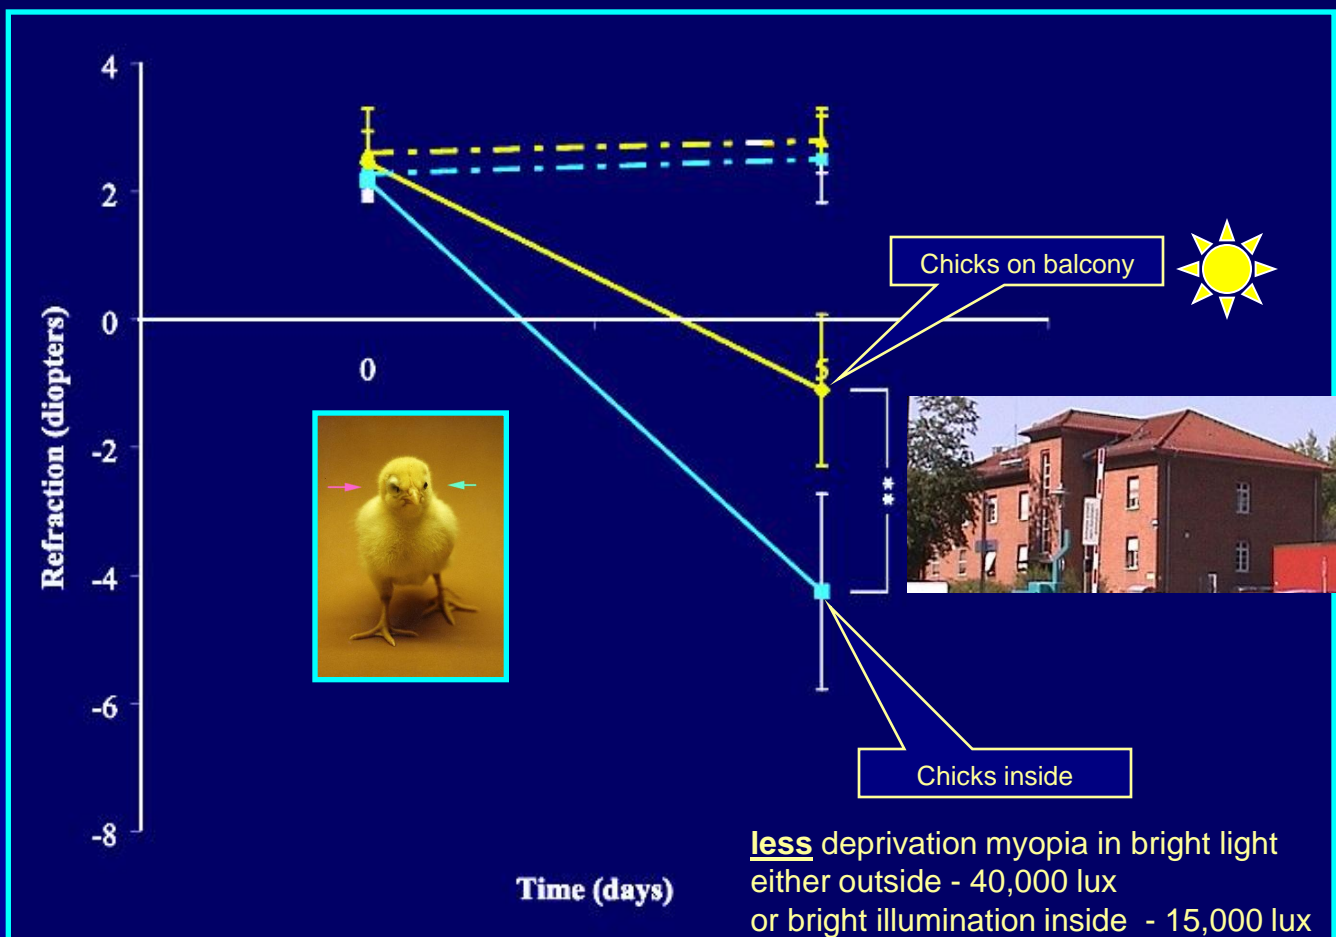 4
2
0
-2
-4
-6
-8
Refraction (diopters)
0
5
Time (days)
Chicks on balcony
**
Chicks inside
less deprivation myopia in bright light
either outside - 40,000 lux
or bright illumination inside - 15,000 lux